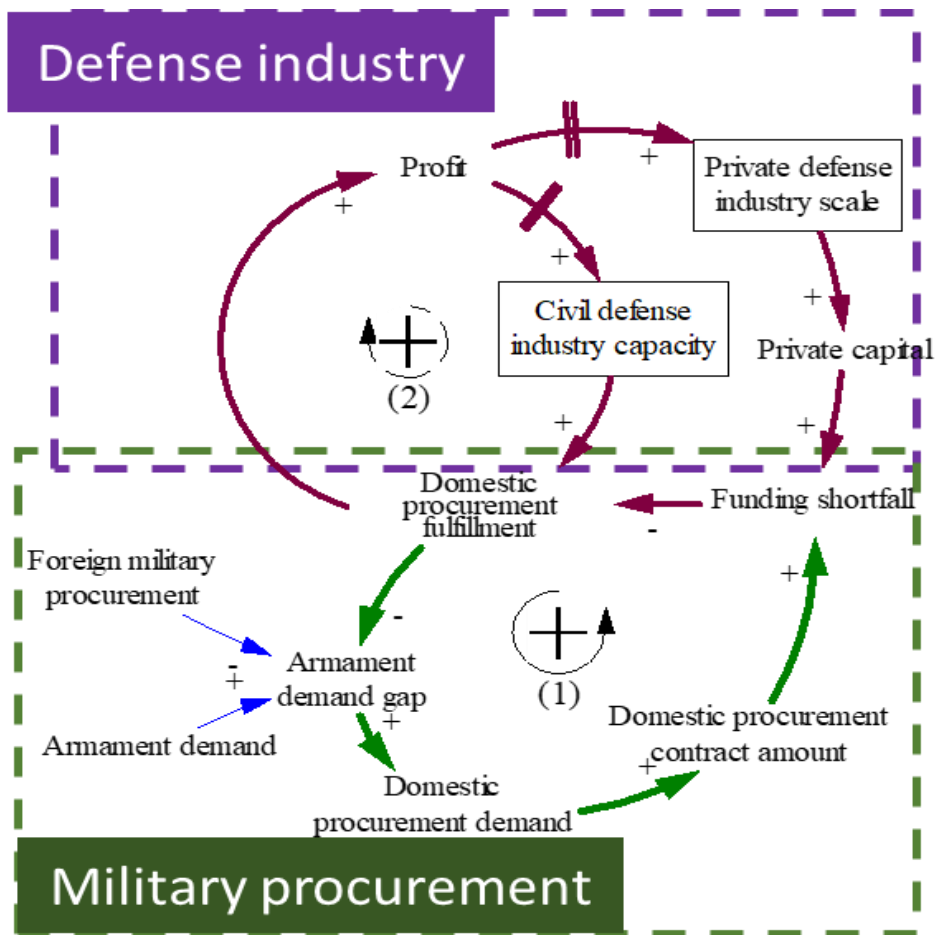 Defense industry
Profit
+
+
Private defense
industry scale
+
+
Civil defense
industry capacity
+
Private capital
(2)
+
+
Domestic
procurement
fulfillment
Funding shortfall
-
Foreign military
procurement
+
-
-
+
Armament
demand gap
+
(1)
Armament demand
Domestic procurement
contract amount
+
Domestic
procurement demand
Military procurement